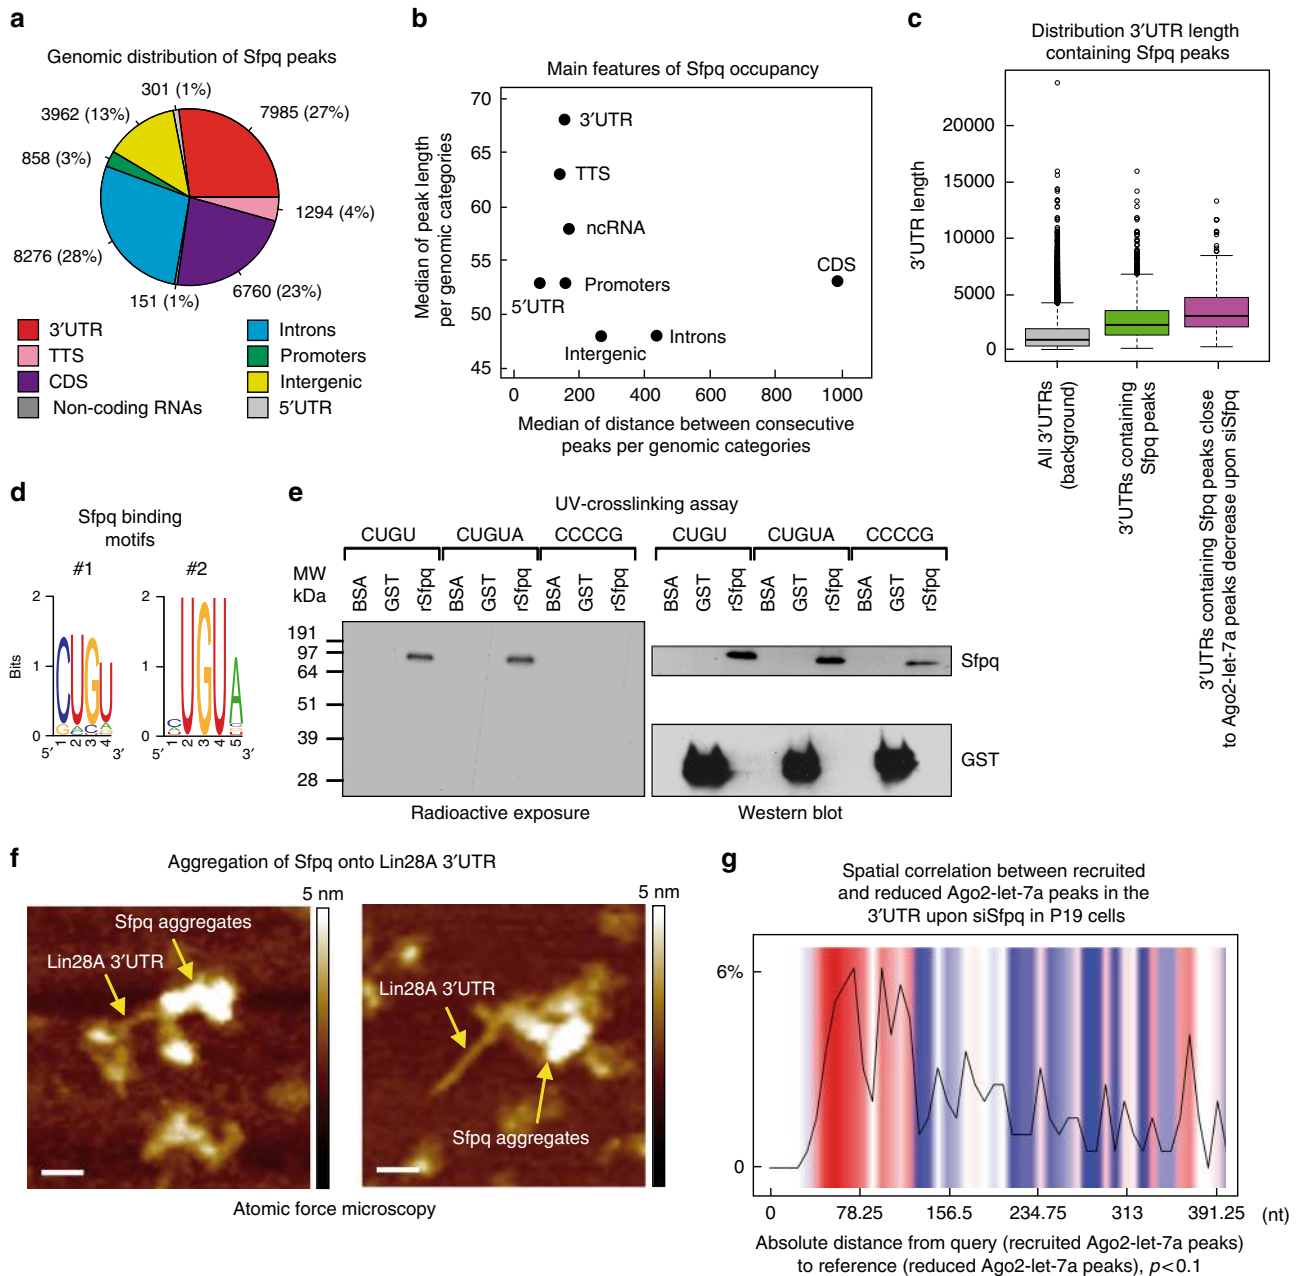 a
Genomic distribution of Sfpq peaks
301 (1%)
3962 (13%)
7985 (27%)
858 (3%)
1294 (4%)
8276 (28%)
151 (1%)
6760 (23%)
3′UTR
TTS
CDS
Non-coding RNAs
Introns
Promoters
Intergenic
5′UTR
b
Main features of Sfpq occupancy
Median of peak length
per genomic categories
70
65
60
55
50
45
3′UTR
TTS
ncRNA
5′UTR
Promoters
CDS
Intergenic
Introns
0
200
400
600
800
1000
Median of distance between consecutive
peaks per genomic categories
c
Distribution 3′UTR length
containing Sfpq peaks
3′UTR length
20000
15000
10000
5000
0
All 3′UTRs
(background)
3′UTRs containing
Sfpq peaks
3′UTRs containing Sfpq peaks close
to Ago2-let-7a peaks decrease upon siSfpq
d
Sfpq binding
motifs
#1
#2
Bits
2
1
0
CUGU
5′
1
2
3
4
3′
2
1
0
UGUA
5′
1
2
3
4
5
3′
e
UV-crosslinking assay
CUGU
CUGUA
CCCCG
CUGU
CUGUA
CCCCG
MW
kDa
BSA
GST
rSfpq
BSA
GST
rSfpq
BSA
GST
rSfpq
BSA
GST
rSfpq
BSA
GST
rSfpq
BSA
GST
rSfpq
191
97
64
51
39
28
Sfpq
GST
Radioactive exposure
Western blot
f
Aggregation of Sfpq onto Lin28A 3′UTR
5 nm
5 nm
Sfpq aggregates
Lin28A 3′UTR
Lin28A 3′UTR
Sfpq aggregates
Atomic force microscopy
g
Spatial correlation between recruited
and reduced Ago2-let-7a peaks in the
3′UTR upon siSfpq in P19 cells
6%
0
0
78.25
156.5
234.75
313
391.25
(nt)
Absolute distance from query (recruited Ago2-let-7a peaks)
to reference (reduced Ago2-let-7a peaks), p<0.1